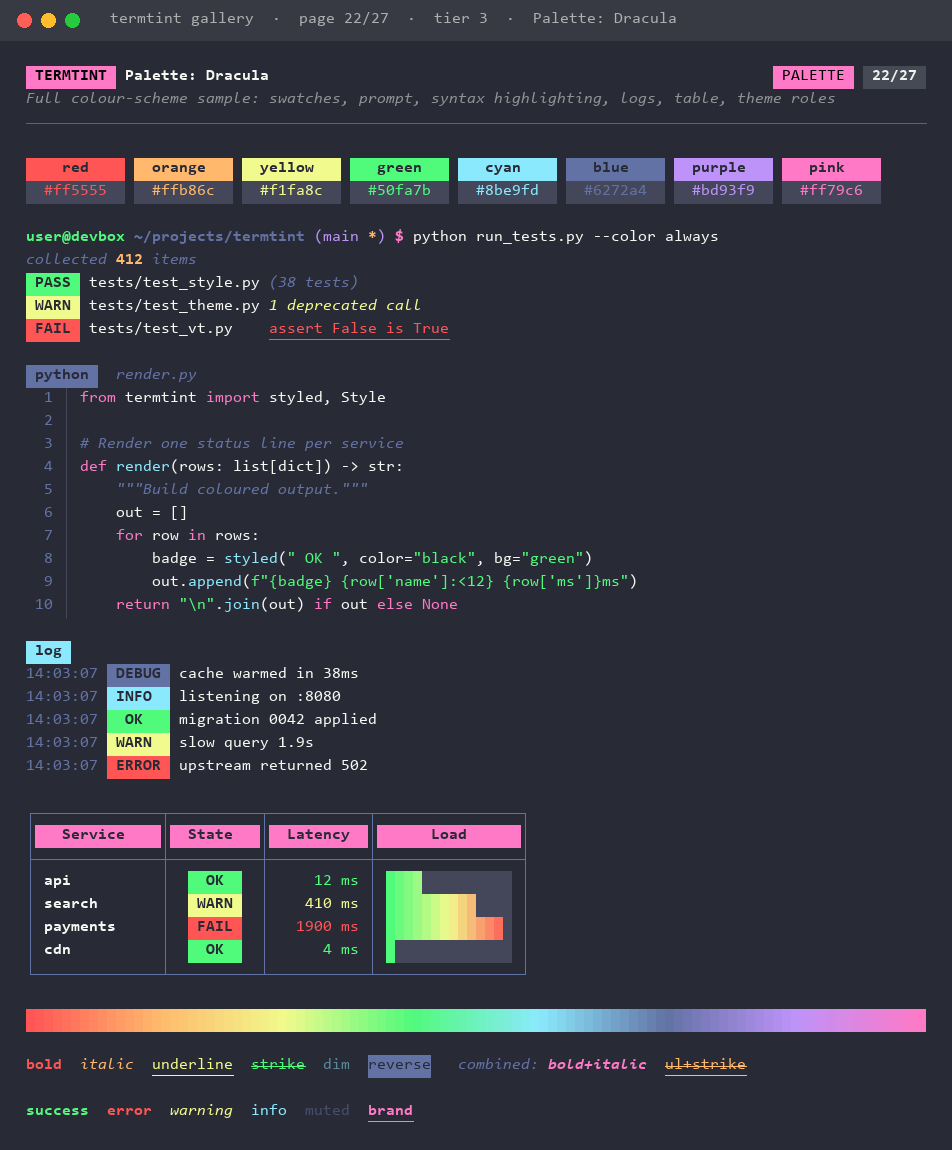 termtint gallery · page 22/27 · tier 3 · Palette: Dracula
TERMTINT Palette: Dracula PALETTE 22/27
Full colour-scheme sample: swatches, prompt, syntax highlighting, logs, table, theme roles
red orange yellow green cyan blue purple pink
#ff5555 #ffb86c #f1fa8c #50fa7b #8be9fd #6272a4 #bd93f9 #ff79c6
user@devbox ~/projects/termtint (main *) $ python run_tests.py --color always
collected 412 items
PASS tests/test_style.py (38 tests)
WARN tests/test_theme.py 1 deprecated call
FAIL tests/test_vt.py assert False is True
python render.py
1 from termtint import styled, Style
2
3 # Render one status line per service
4 def render(rows: list[dict]) -> str:
5 """Build coloured output."""
6 out = []
7 for row in rows:
8 badge = styled(" OK ", color="black", bg="green")
9 out.append(f"{badge} {row['name']:<12} {row['ms']}ms")
10 return "\n".join(out) if out else None
log
14:03:07 DEBUG cache warmed in 38ms
14:03:07 INFO listening on :8080
14:03:07 OK migration 0042 applied
14:03:07 WARN slow query 1.9s
14:03:07 ERROR upstream returned 502
Service State Latency Load
api OK 12 ms
search WARN 410 ms
payments FAIL 1900 ms
cdn OK 4 ms
bold italic underline strike dim reverse combined: bold+italic ul+strike
success error warning info muted brand